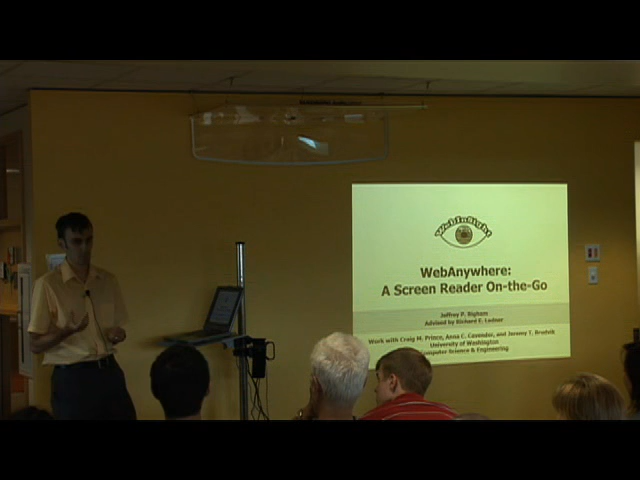 WebInSight
WebAnywhere:
A Screen Reader On-the-Go
Jeffrey P. Bigham
Advised by Richard E. Ladner
Work with Craig M. Prince, Anna C. Cavender, and Jeremy T. Brudvik
University of Washington
Computer Science & Engineering